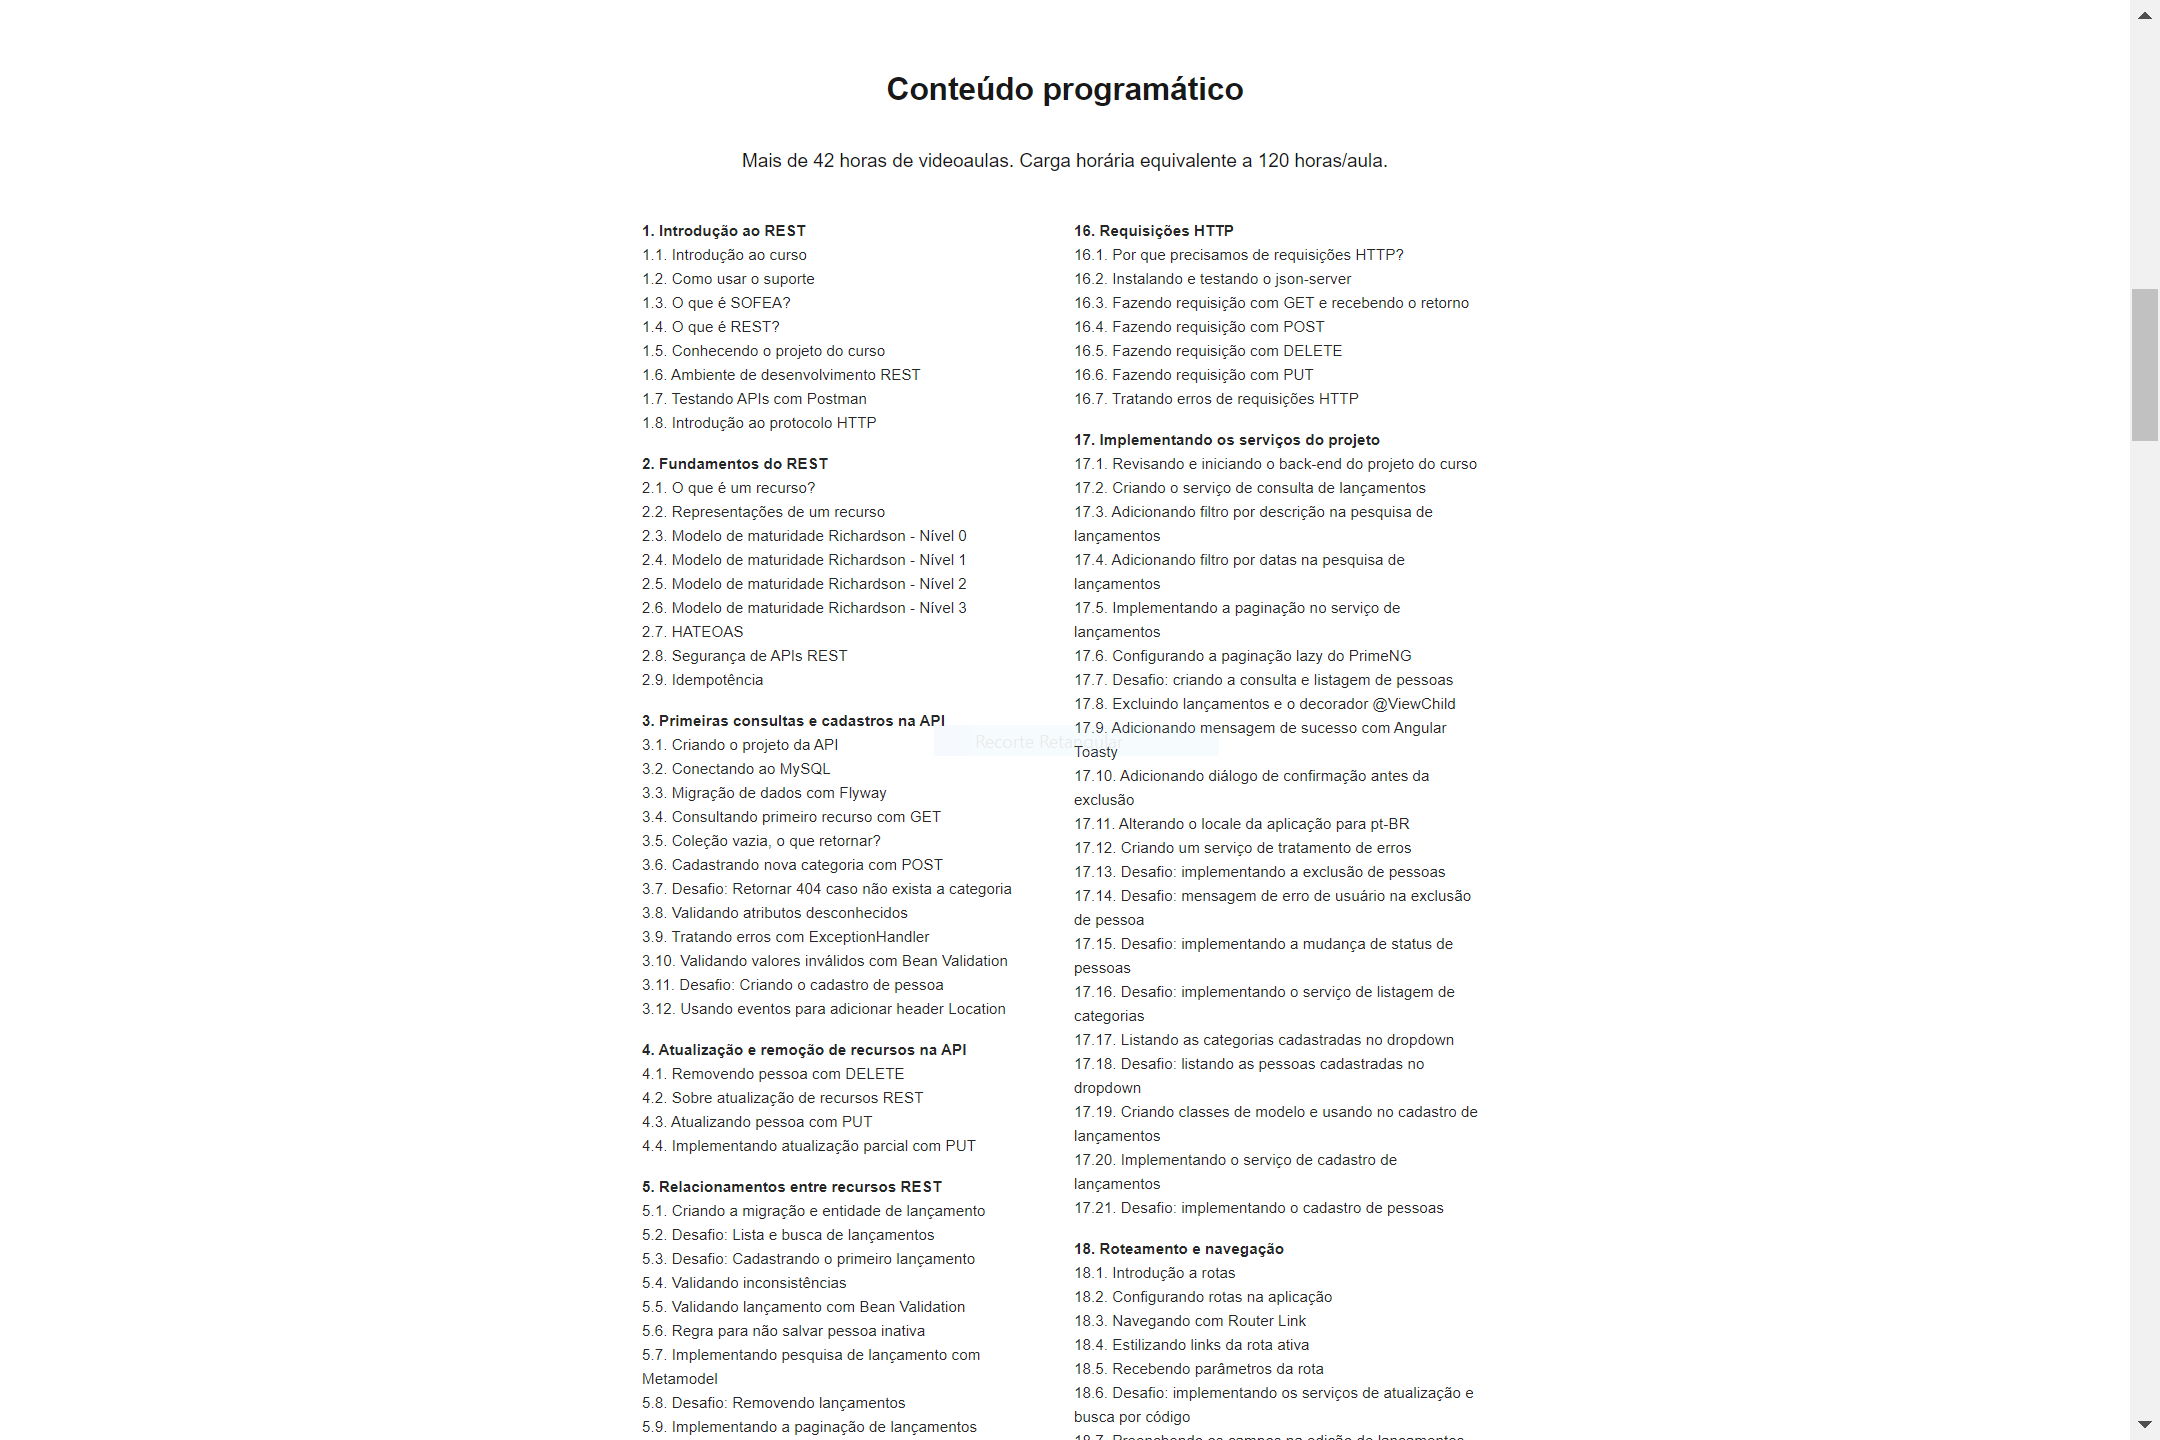 Conteúdo programático
Mais de 42 horas de videoaulas. Carga horária equivalente a 120 horas/aula.
1. Introdução ao REST
1.1. Introdução ao curso
1.2. Como usar o suporte
1.3. O que é SOFEA?
1.4. O que é REST?
1.5. Conhecendo o projeto do curso
1.6. Ambiente de desenvolvimento REST
1.7. Testando APIs com Postman
1.8. Introdução ao protocolo HTTP
2. Fundamentos do REST
2.1. O que é um recurso?
2.2. Representações de um recurso
2.3. Modelo de maturidade Richardson - Nível 0
2.4. Modelo de maturidade Richardson - Nível 1
2.5. Modelo de maturidade Richardson - Nível 2
2.6. Modelo de maturidade Richardson - Nível 3
2.7. HATEOAS
2.8. Segurança de APIs REST
2.9. Idempotência
3. Primeiras consultas e cadastros na API
Recorte Retangular
3.1. Criando o projeto da API
3.2. Conectando ao MySQL
3.3. Migração de dados com Flyway
3.4. Consultando primeiro recurso com GET
3.5. Coleção vazia, o que retornar?
3.6. Cadastrando nova categoria com POST
3.7. Desafio: Retornar 404 caso não exista a categoria
3.8. Validando atributos desconhecidos
3.9. Tratando erros com ExceptionHandler
3.10. Validando valores inválidos com Bean Validation
3.11. Desafio: Criando o cadastro de pessoa
3.12. Usando eventos para adicionar header Location
4. Atualização e remoção de recursos na API
4.1. Removendo pessoa com DELETE
4.2. Sobre atualização de recursos REST
4.3. Atualizando pessoa com PUT
4.4. Implementando atualização parcial com PUT
5. Relacionamentos entre recursos REST
5.1. Criando a migração e entidade de lançamento
5.2. Desafio: Lista e busca de lançamentos
5.3. Desafio: Cadastrando o primeiro lançamento
5.4. Validando inconsistências
5.5. Validando lançamento com Bean Validation
5.6. Regra para não salvar pessoa inativa
5.7. Implementando pesquisa de lançamento com
Metamodel
5.8. Desafio: Removendo lançamentos
5.9. Implementando a paginação de lançamentos
16. Requisições HTTP
16.1. Por que precisamos de requisições HTTP?
16.2. Instalando e testando o json-server
16.3. Fazendo requisição com GET e recebendo o retorno
16.4. Fazendo requisição com POST
16.5. Fazendo requisição com DELETE
16.6. Fazendo requisição com PUT
16.7. Tratando erros de requisições HTTP
17. Implementando os serviços do projeto
17.1. Revisando e iniciando o back-end do projeto do curso
17.2. Criando o serviço de consulta de lançamentos
17.3. Adicionando filtro por descrição na pesquisa de
lançamentos
17.4. Adicionando filtro por datas na pesquisa de
lançamentos
17.5. Implementando a paginação no serviço de
lançamentos
17.6. Configurando a paginação lazy do PrimeNG
17.7. Desafio: criando a consulta e listagem de pessoas
17.8. Excluindo lançamentos e o decorador @ViewChild
17.9. Adicionando mensagem de sucesso com Angular
Toasty
17.10. Adicionando diálogo de confirmação antes da
exclusão
17.11. Alterando o locale da aplicação para pt-BR
17.12. Criando um serviço de tratamento de erros
17.13. Desafio: implementando a exclusão de pessoas
17.14. Desafio: mensagem de erro de usuário na exclusão
de pessoa
17.15. Desafio: implementando a mudança de status de
pessoas
17.16. Desafio: implementando o serviço de listagem de
categorias
17.17. Listando as categorias cadastradas no dropdown
17.18. Desafio: listando as pessoas cadastradas no
dropdown
17.19. Criando classes de modelo e usando no cadastro de
lançamentos
17.20. Implementando o serviço de cadastro de
lançamentos
17.21. Desafio: implementando o cadastro de pessoas
18. Roteamento e navegação
18.1. Introdução a rotas
18.2. Configurando rotas na aplicação
18.3. Navegando com Router Link
18.4. Estilizando links da rota ativa
18.5. Recebendo parâmetros da rota
18.6. Desafio: implementando os serviços de atualização e
busca por código
18.7. Preenchendo os campos na edição de lançamentos